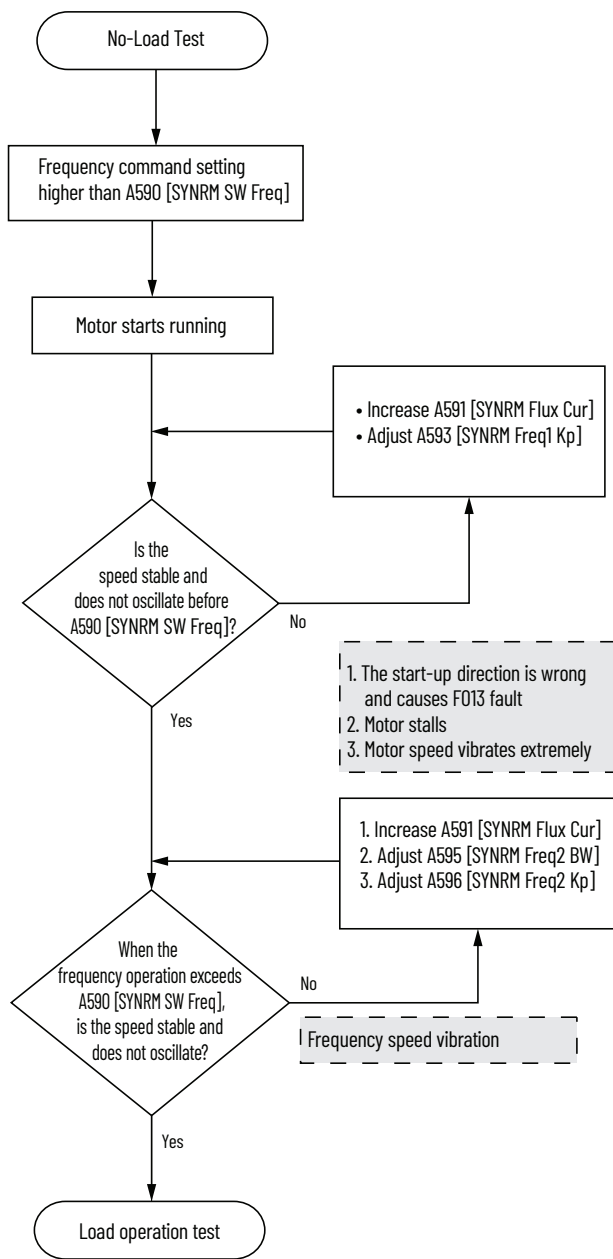 No-Load Test
Frequency command setting
higher than A590 [SYNRM SW Freq]
Motor starts running
• Increase A591 [SYNRM Flux Cur]
• Adjust A593 [SYNRM Freq1 Kp]
Is the
speed stable and
does not oscillate before
A590 [SYNRM SW Freq]?
No
1. The start-up direction is wrong
and causes F013 fault
2. Motor stalls
3. Motor speed vibrates extremely
Yes
1. Increase A591 [SYNRM Flux Cur]
2. Adjust A595 [SYNRM Freq2 BW]
3. Adjust A596 [SYNRM Freq2 Kp]
When the
frequency operation exceeds
A590 [SYNRM SW Freq],
is the speed stable and
does not oscillate?
No
Frequency speed vibration
Yes
Load operation test